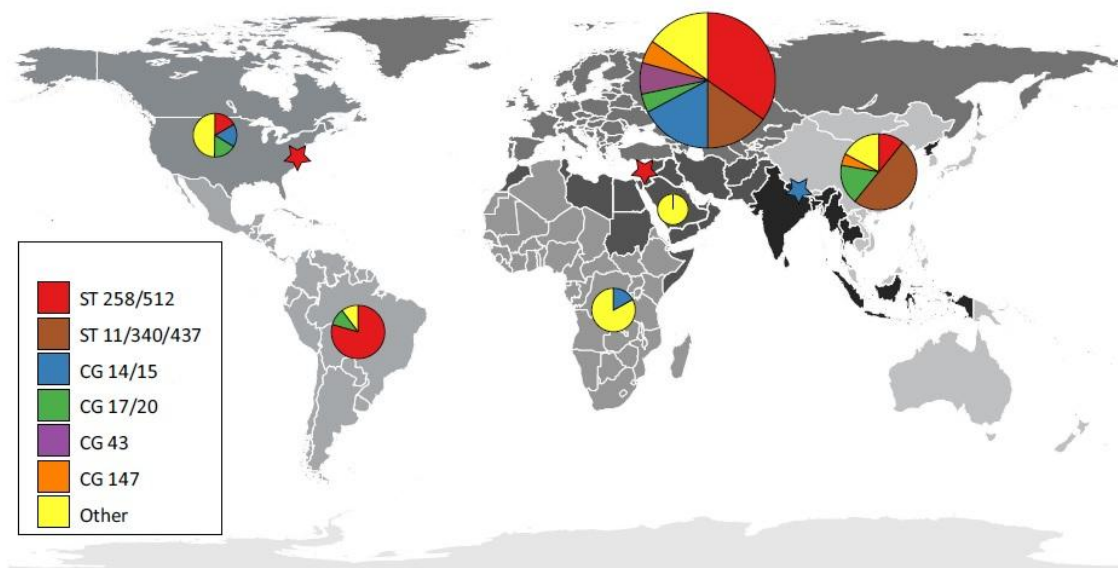 ST 258/512
ST 11/340/437
CG 14/15
CG 17/20
CG 43
CG 147
Other